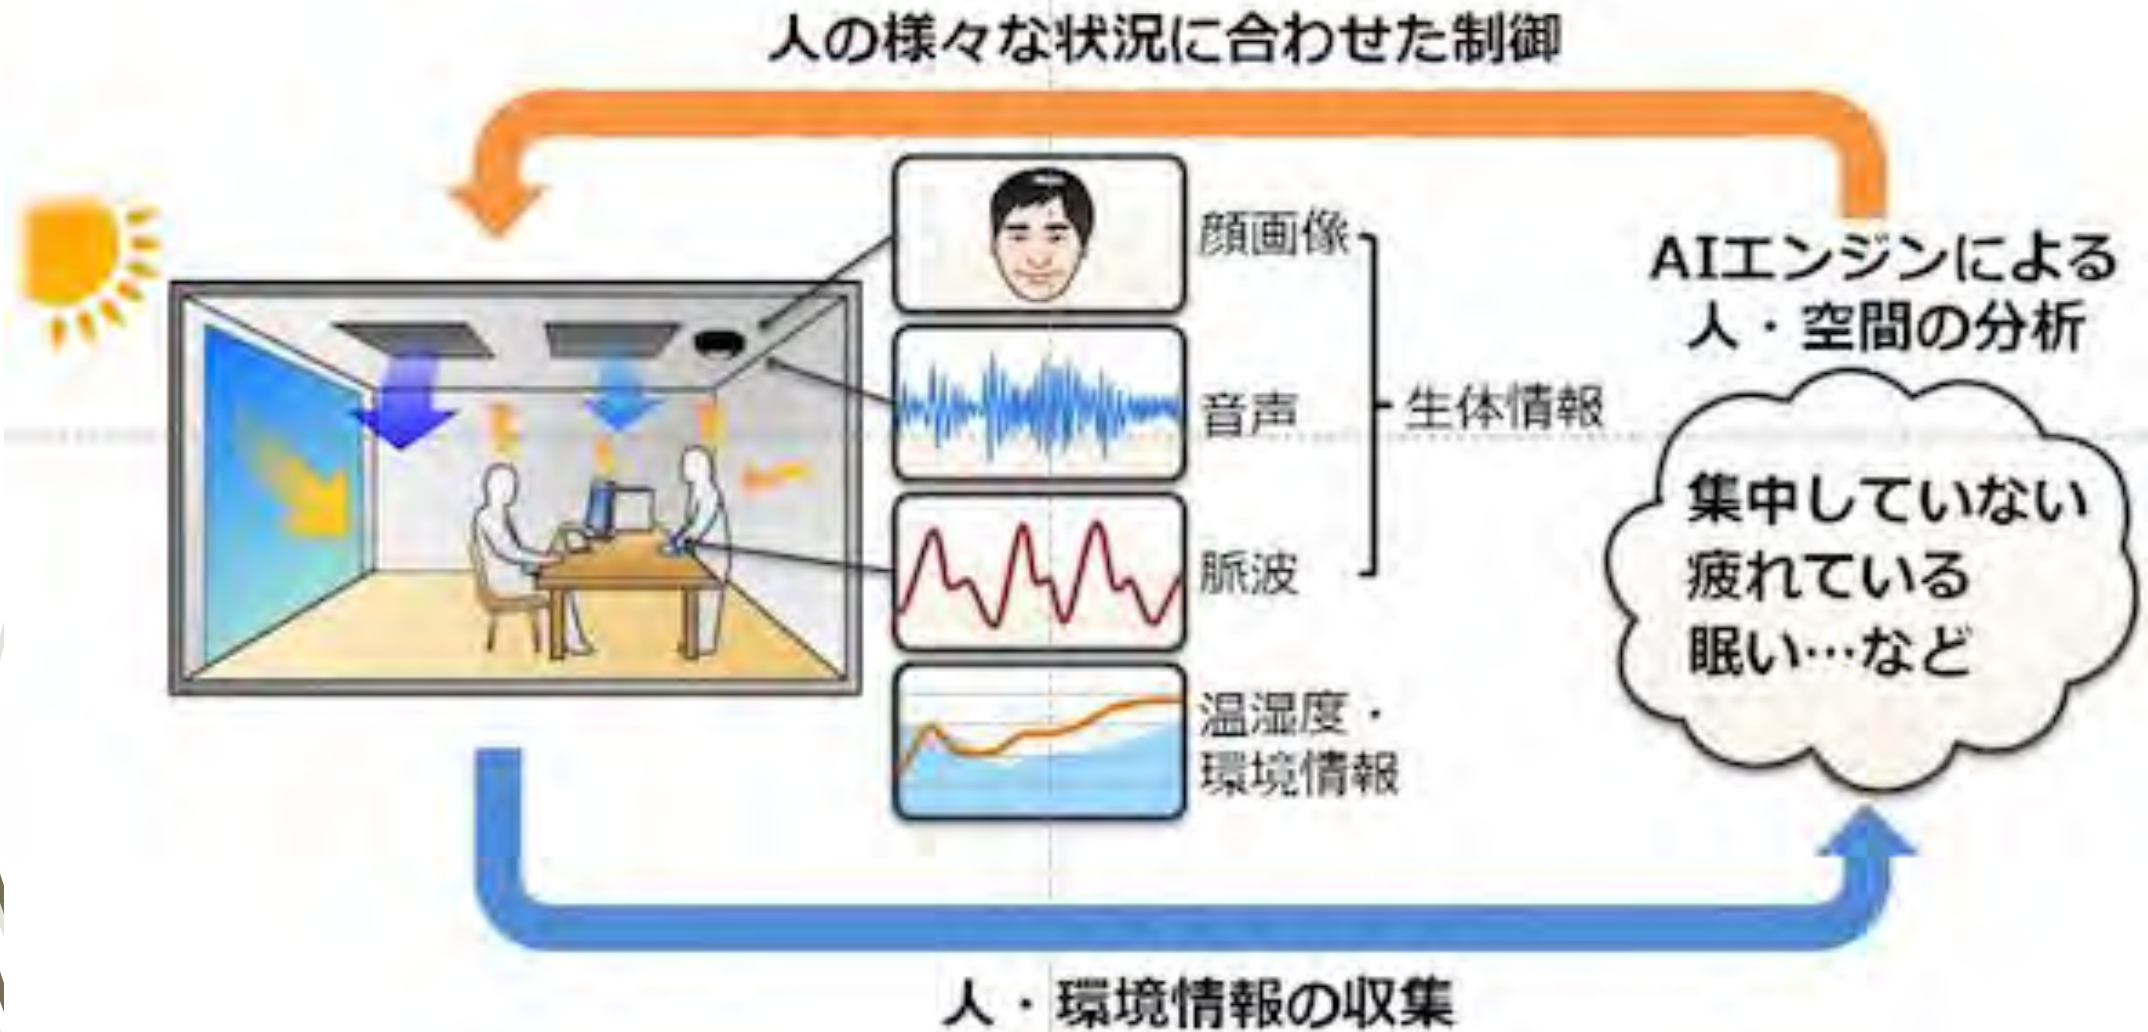 人の様々な状況に合わせた制御
顔画像
音声
脈波
生体情報
温湿度・
環境情報
AIエンジンによる
人・空間の分析
集中していない
疲れている
眠い…など
人・環境情報の収集